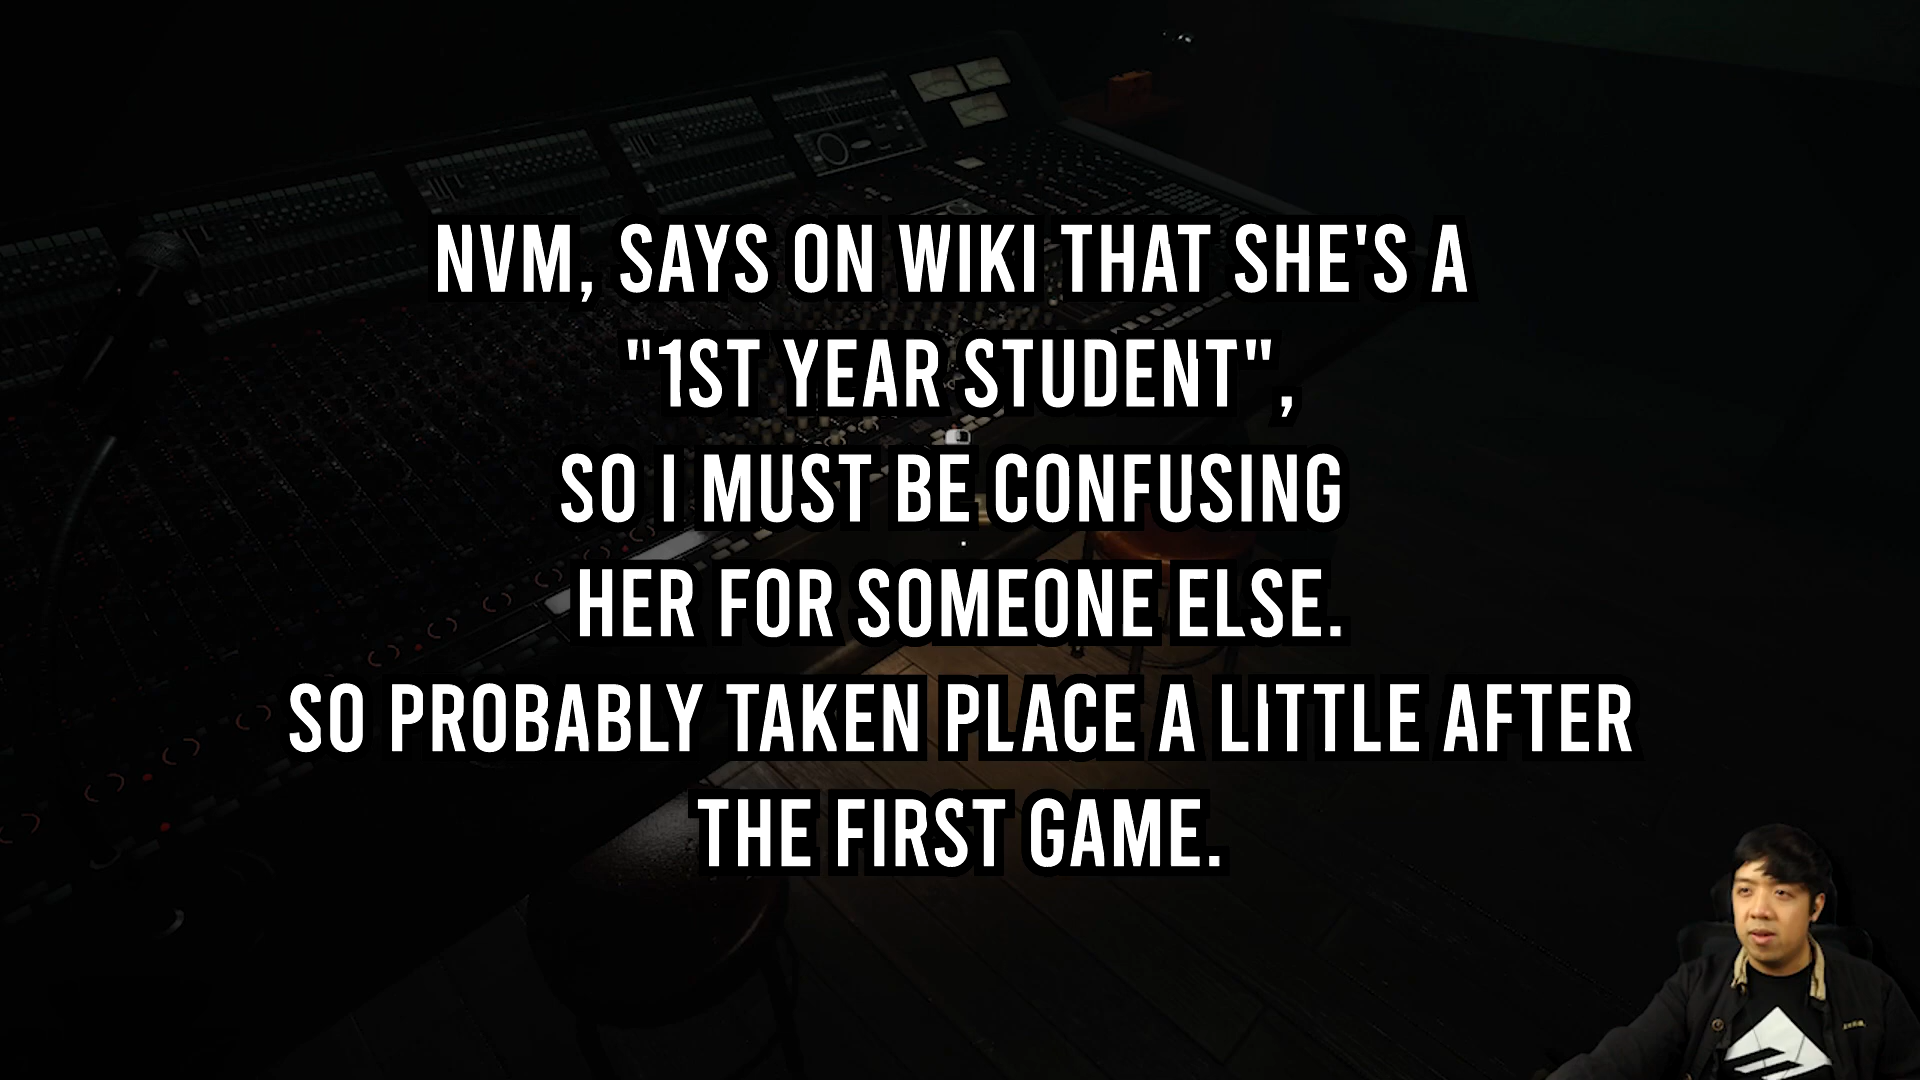 NVM, SAYS ON WIKI THAT SHE'S A
"1ST YEAR STUDENT",
SO I MUST BE CONFUSING
HER FOR SOMEONE ELSE.
SO PROBABLY TAKEN PLACE A LITTLE AFTER
THE FIRST GAME.